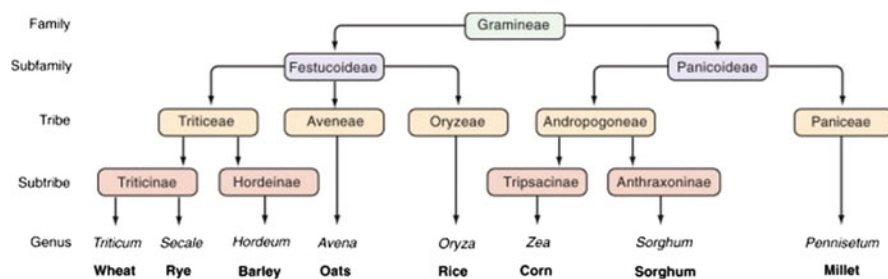 Family Gramineae
Subfamily Festucoideae Panicoideae
Tribe Triticeae Aveneae Oryzeae Andropogoneae Paniceae
Subtribe Triticinae Hordeinae Tripsacinae Anthraxoninae
Genus Triticum Secale Hordeum Avena Oryza Zea Sorghum Pennisetum
Wheat Rye Barley Oats Rice Corn Sorghum Millet